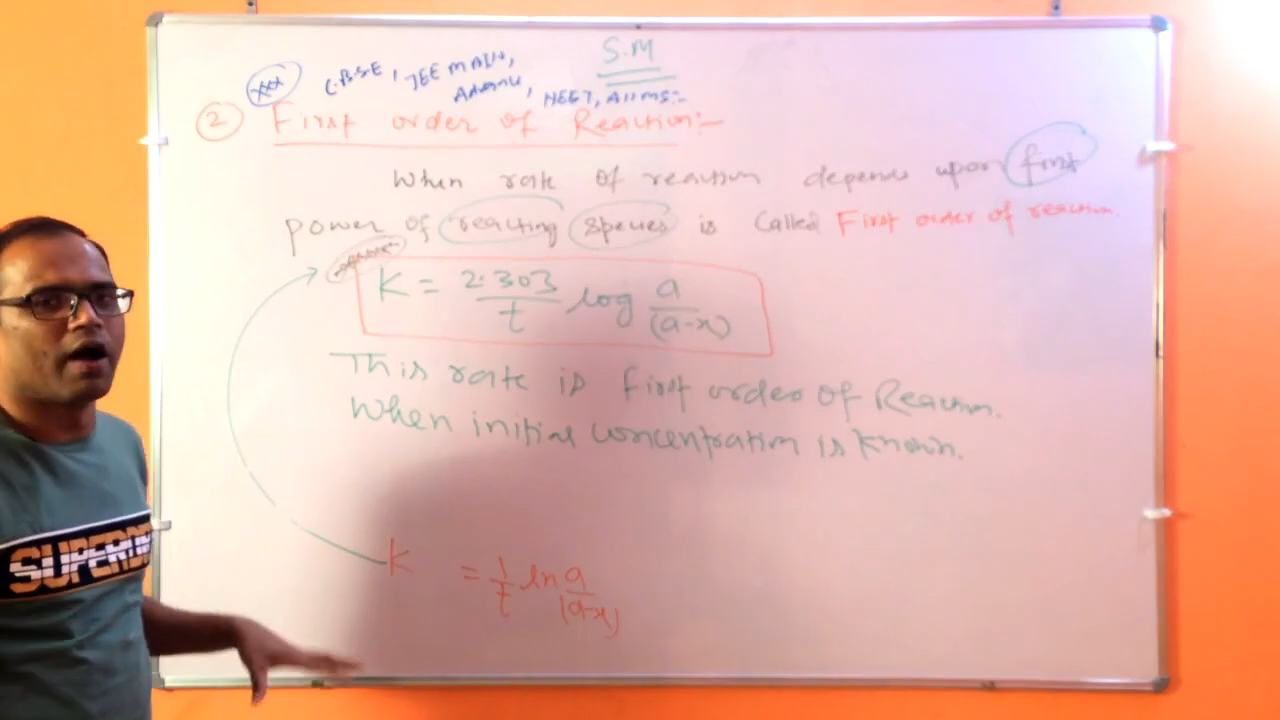 S.M
xxx C.B.S.E, JEE MAIN,
Advance, NEET, AIIMS:-
2 First order of Reaction:-
When rate of reaction depends upon first
power of reacting species is called First order of reaction.
K = 2.303/t log a/(a-x)
This rate is First order of Reaction.
When initial concentration is known.
K = 1/t ln a/(a-x)
SUPERD